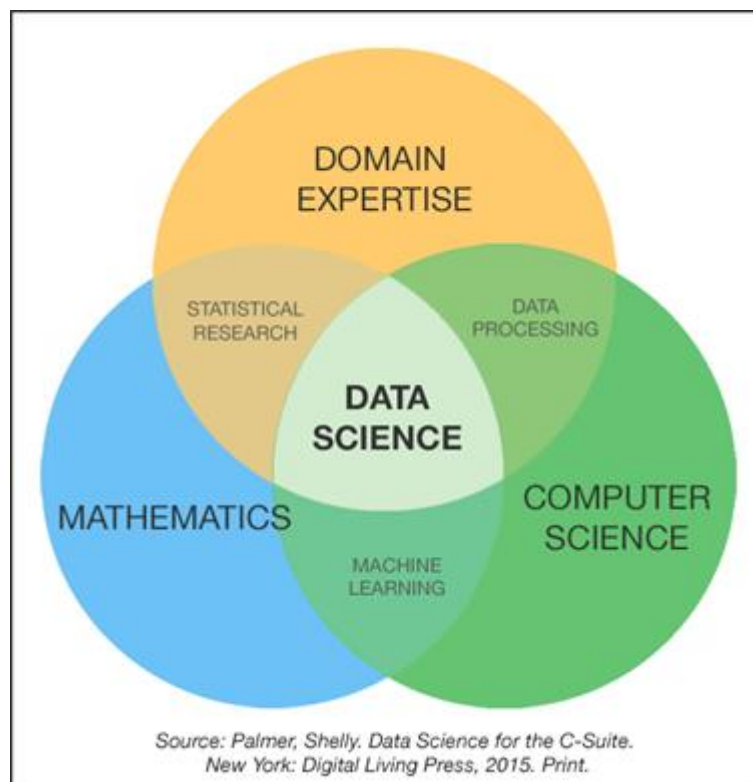 DOMAIN
EXPERTISE
STATISTICAL
RESEARCH
DATA
PROCESSING
DATA
SCIENCE
MATHEMATICS
COMPUTER
SCIENCE
MACHINE
LEARNING
Source: Palmer, Shelly. Data Science for the C-Suite.
New York: Digital Living Press, 2015. Print.